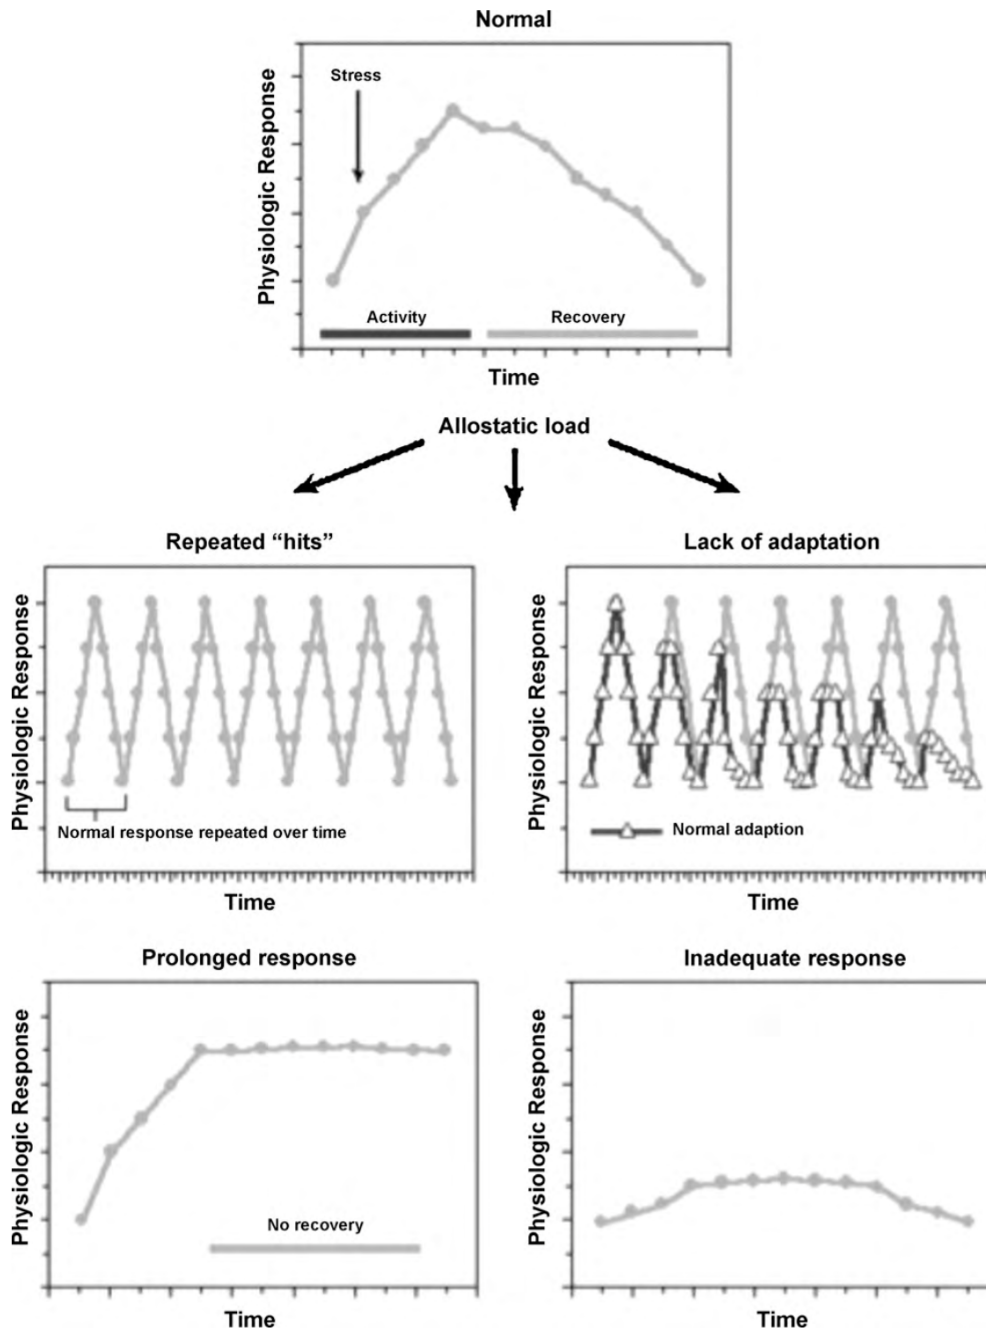 Normal
Physiologic Response
Stress
Activity
Recovery
Time
Allostatic load
Repeated “hits”
Physiologic Response
Normal response repeated over time
Time
Lack of adaptation
Physiologic Response
Normal adaption
Time
Prolonged response
Physiologic Response
No recovery
Time
Inadequate response
Physiologic Response
Time